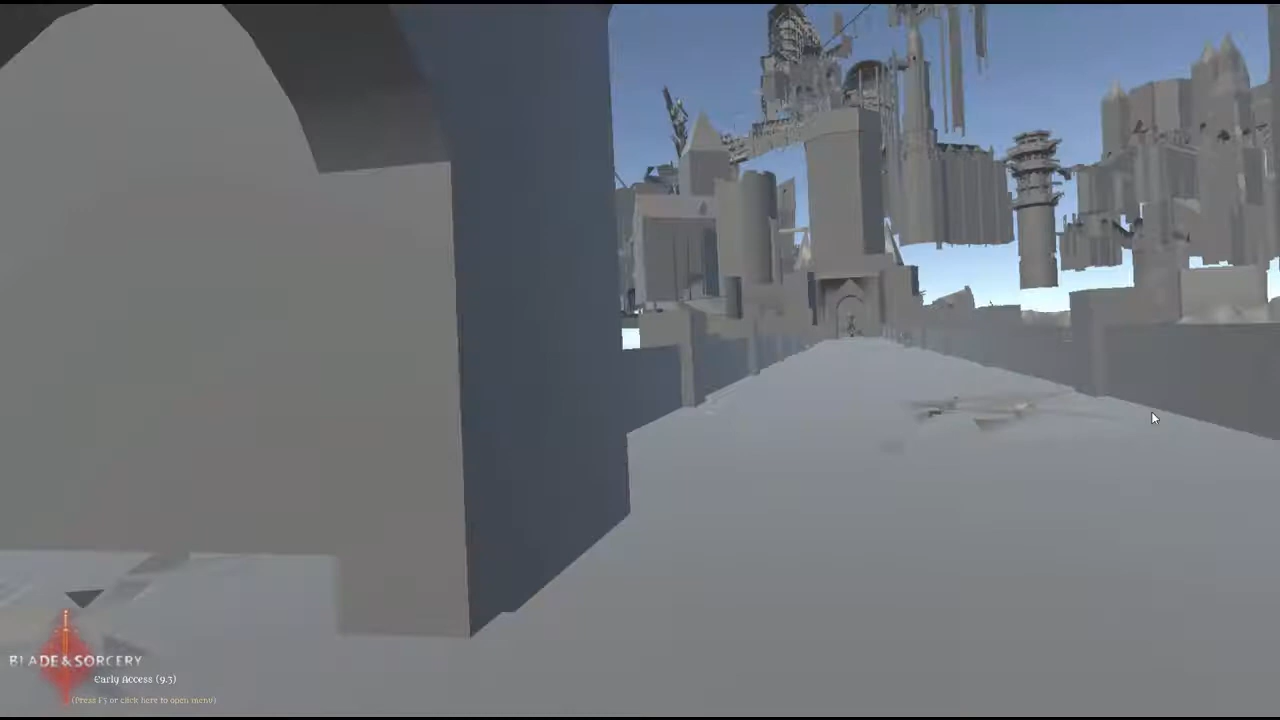 BLADE & SORCERY
Early Access (9.3)
(Press F5 or click here to open menu)